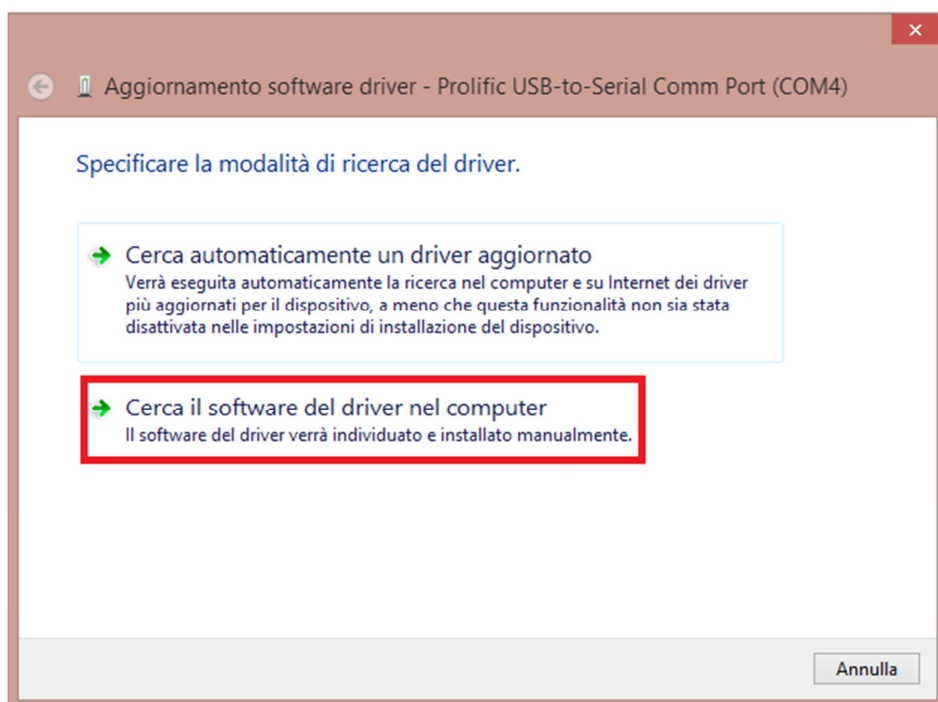 Aggiornamento software driver - Prolific USB-to-Serial Comm Port (COM4)
Specificare la modalità di ricerca del driver.
Cerca automaticamente un driver aggiornato
Verrà eseguita automaticamente la ricerca nel computer e su Internet dei driver
più aggiornati per il dispositivo, a meno che questa funzionalità non sia stata
disattivata nelle impostazioni di installazione del dispositivo.
Cerca il software del driver nel computer
Il software del driver verrà individuato e installato manualmente.
Annulla